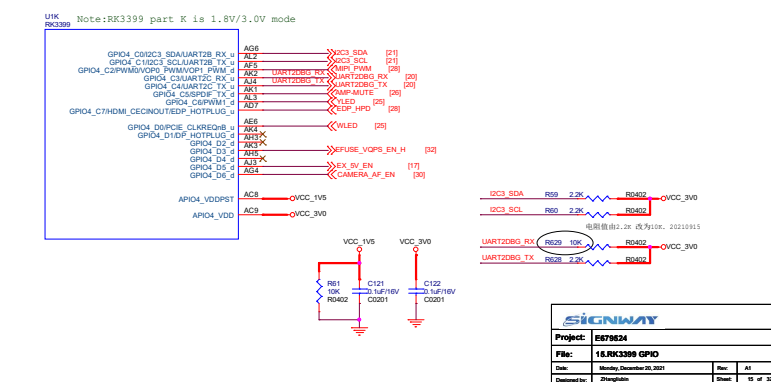 U1K Note:RK3399 part K is 1.8V/3.0V mode
RK3399
GPIO4_C0/I2C3_SDA/UART2B_RX_u AG6 I2C3_SDA [21]
GPIO4_C1/I2C3_SCL/UART2B_TX_u AL2 I2C3_SCL [21]
GPIO4_C2/PWM0/VOP0_PWM/VOP1_PWM_d AF5 MIPI_PWM [28]
GPIO4_C3/UART2C_RX_u AK2 UART2DBG_RX UART2DBG_RX [20]
GPIO4_C4/UART2C_TX_u AJ4 UART2DBG_TX UART2DBG_TX [20]
GPIO4_C5/SPDIF_TX_d AK1 AMP-MUTE [26]
GPIO4_C6/PWM1_d AL3 YLED [25]
GPIO4_C7/HDMI_CECINOUT/EDP_HOTPLUG_u AD7 EDP_HPD [28]
GPIO4_D0/PCIE_CLKREQnB_u AE6 WLED [25]
GPIO4_D1/DP_HOTPLUG_d AK4
GPIO4_D2_d AH3
GPIO4_D3_d AK3 EFUSE_VQPS_EN_H [32]
GPIO4_D4_d AH5
GPIO4_D5_d AJ3 EX_5V_EN [17]
GPIO4_D6_d AG4 CAMERA_AF_EN [30]
APIO4_VDDPST AC8 VCC_1V5
APIO4_VDD AC9 VCC_3V0
I2C3_SDA R59 2.2K R0402 VCC_3V0
I2C3_SCL R60 2.2K R0402
电阻值由2.2K 改为10K. 20210915
UART2DBG_RX R629 10K R0402 VCC_3V0
UART2DBG_TX R628 2.2K R0402
VCC_1V5 VCC_3V0
R61 C121 C122
10K 0.1uF/16V 0.1uF/16V
R0402 C0201 C0201
SIGNWAY
Project: E679524
File: 15.RK3399 GPIO
Date: Monday, December 20, 2021 Rev: A1
Designed by: ZHangliubin Sheet: 15 of